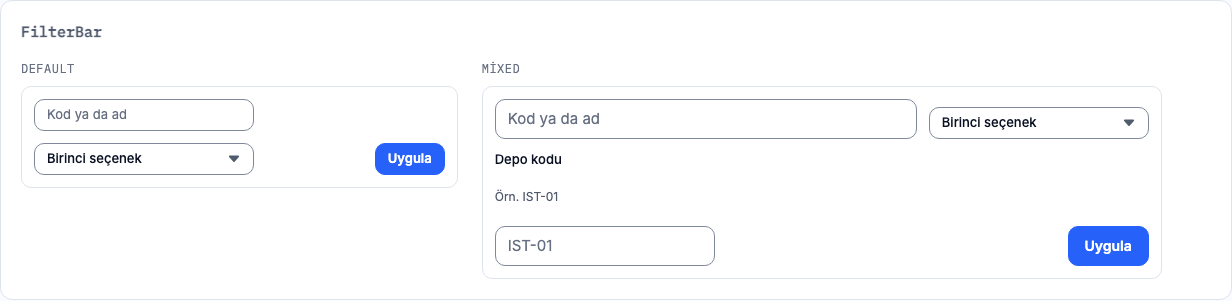 FilterBar
DEFAULT
Kod ya da ad
Birinci seçenek
Uygula
MİXED
Kod ya da ad
Birinci seçenek
Depo kodu
Örn. IST-01
IST-01
Uygula